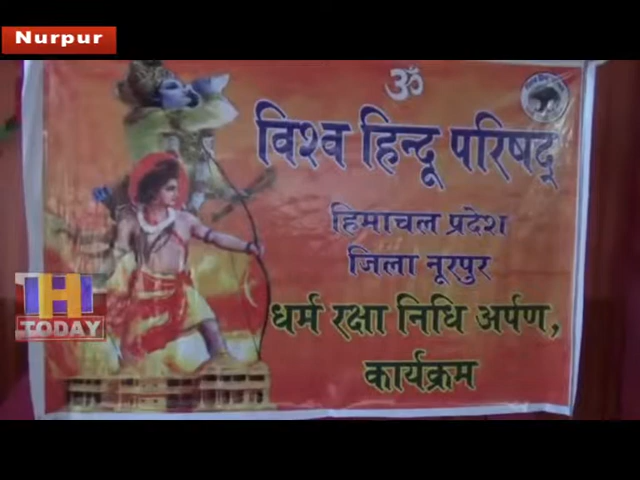 Nurpur
ॐ
विश्व हिन्दू परिषद्
हिमाचल प्रदेश
जिला नूरपुर
धर्म रक्षा निधि अर्पण,
कार्यक्रम
H
TODAY